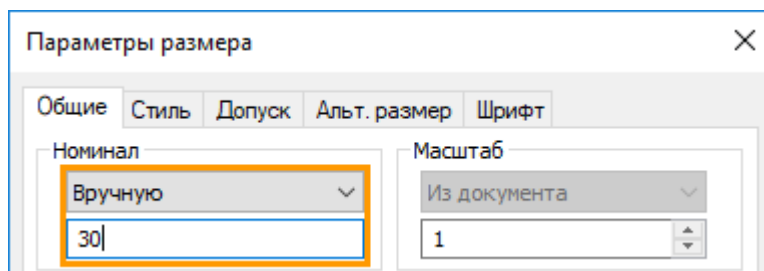 Параметры размера
Общие Стиль Допуск Альт. размер Шрифт
Номинал Масштаб
Вручную Из документа
30 1